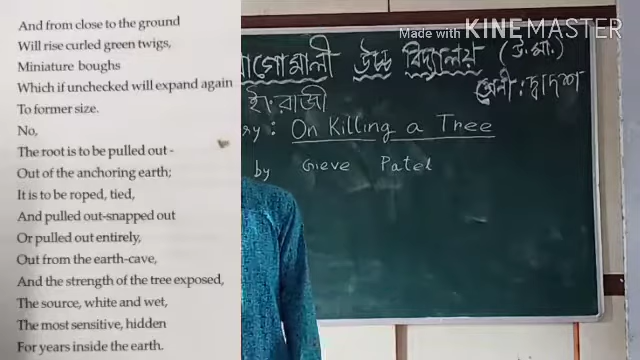 And from close to the ground
Will rise curled green twigs,
Miniature boughs
Which if unchecked will expand again
To former size.
No,
The root is to be pulled out -
Out of the anchoring earth;
It is to be roped, tied,
And pulled out-snapped out
Or pulled out entirely,
Out from the earth-cave,
And the strength of the tree exposed,
The source, white and wet,
The most sensitive, hidden
For years inside the earth.
Made with KINEMASTER
াগোমালী উচ্চ বিদ্যালয় (উ.মা.)
শ্রেনী : দ্বাদশ
ইংরাজী
ry : On Killing a Tree
by Gieve Patel